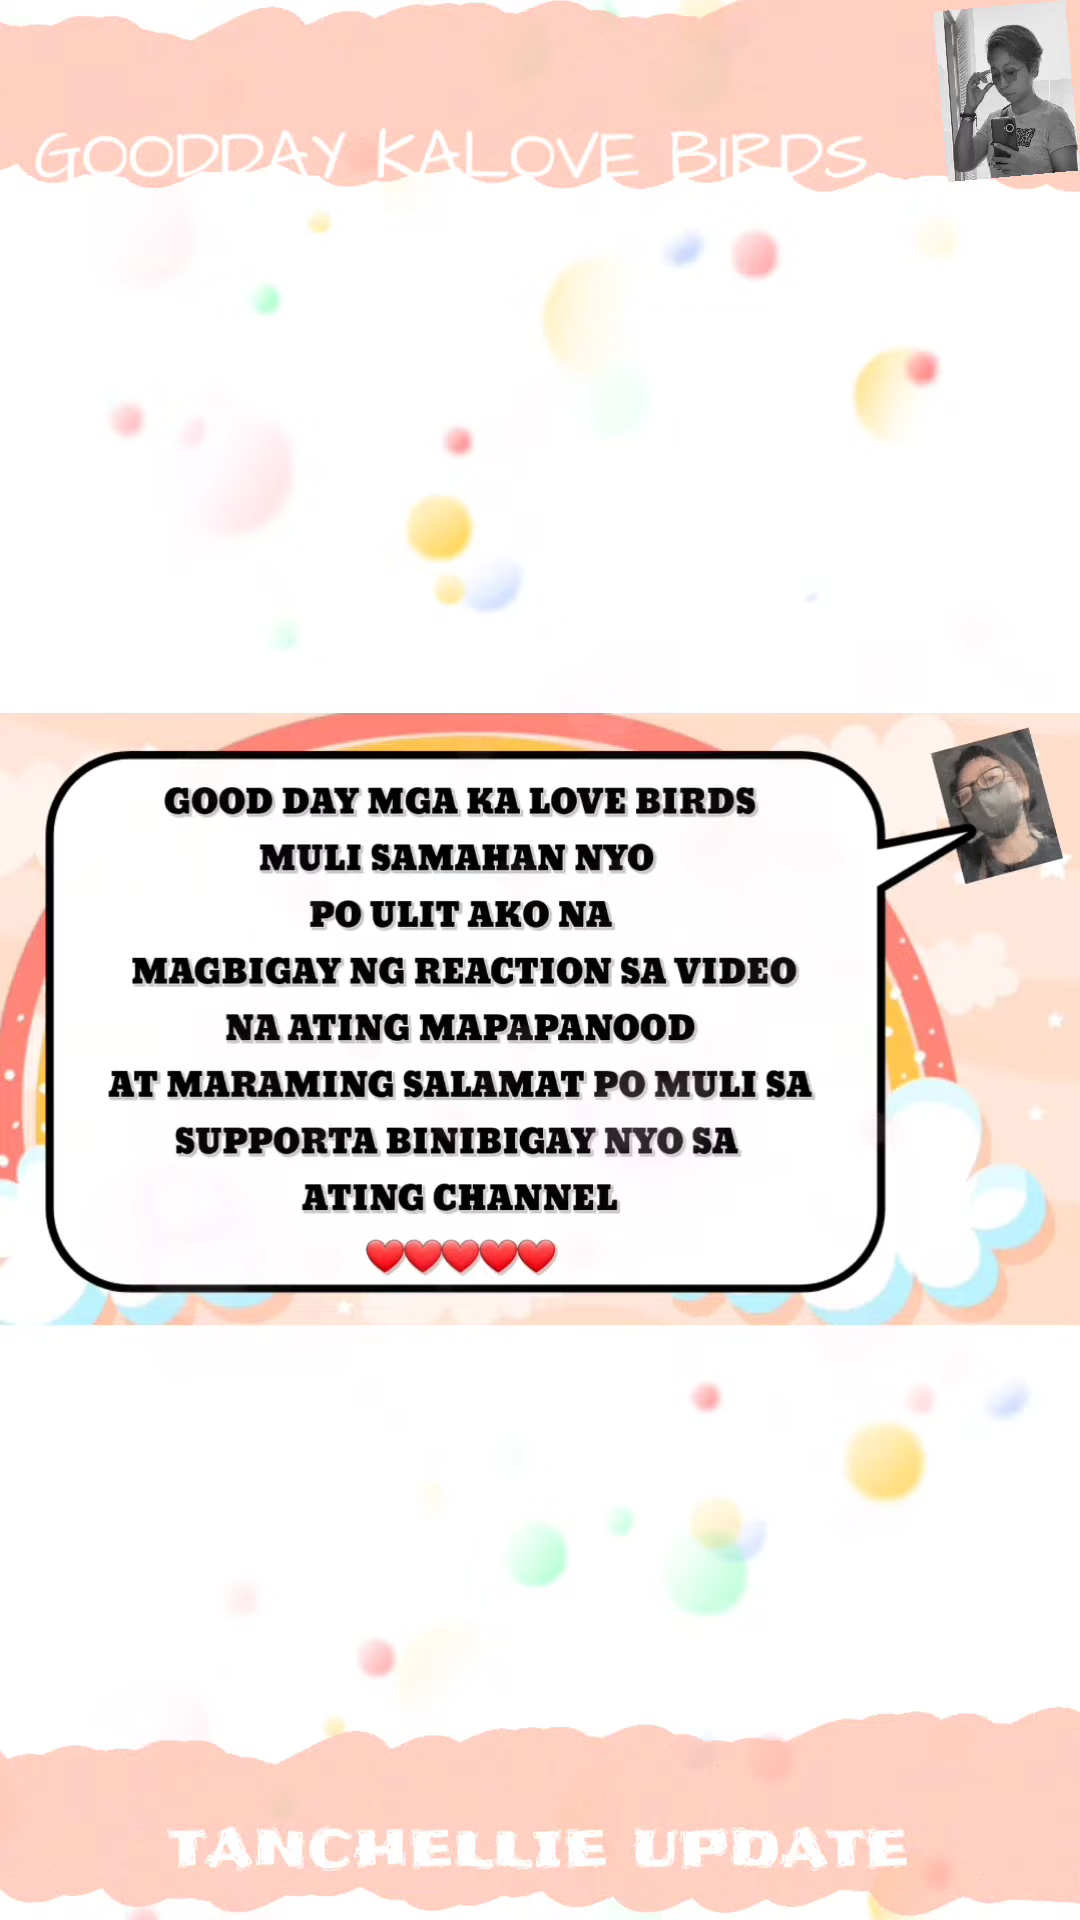 GOODDAY KALOVE BIRDS
GOOD DAY MGA KA LOVE BIRDS
MULI SAMAHAN NYO
PO ULIT AKO NA
MAGBIGAY NG REACTION SA VIDEO
NA ATING MAPAPANOOD
AT MARAMING SALAMAT PO MULI SA
SUPPORTA BINIBIGAY NYO SA
ATING CHANNEL
❤❤❤❤❤
TANCHELLIE UPDATE